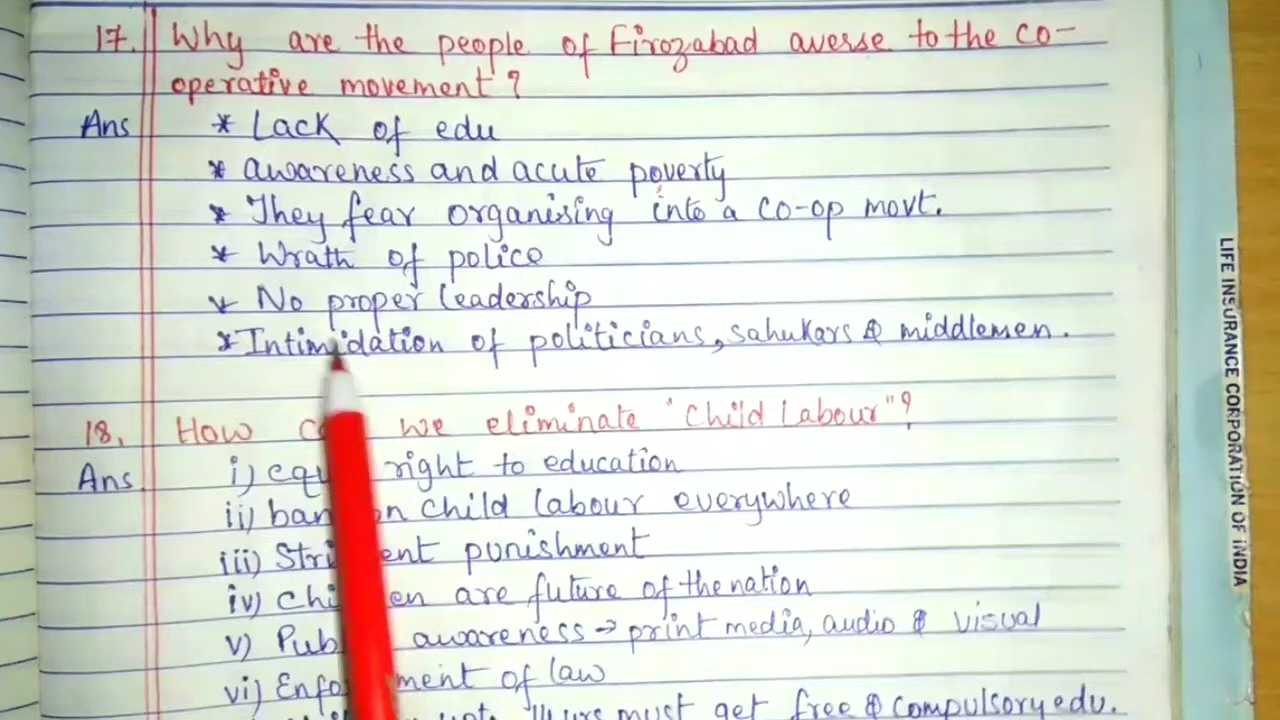 17. Why are the people of Firozabad averse to the co-
operative movement?
Ans * Lack of edu
* awareness and acute poverty
* They fear organising into a co-op movt.
* Wrath of police
* No proper leadership
* Intimidation of politicians, sahukars & middlemen.
18. How we eliminate "Child Labour"?
Ans i) right to education
ii) ban on child labour everywhere
iii) punishment
iv) are future of the nation
v) awareness → print media, audio & visual
vi) of law
must get free & compulsory edu.
LIFE INSURANCE CORPORATION OF INDIA